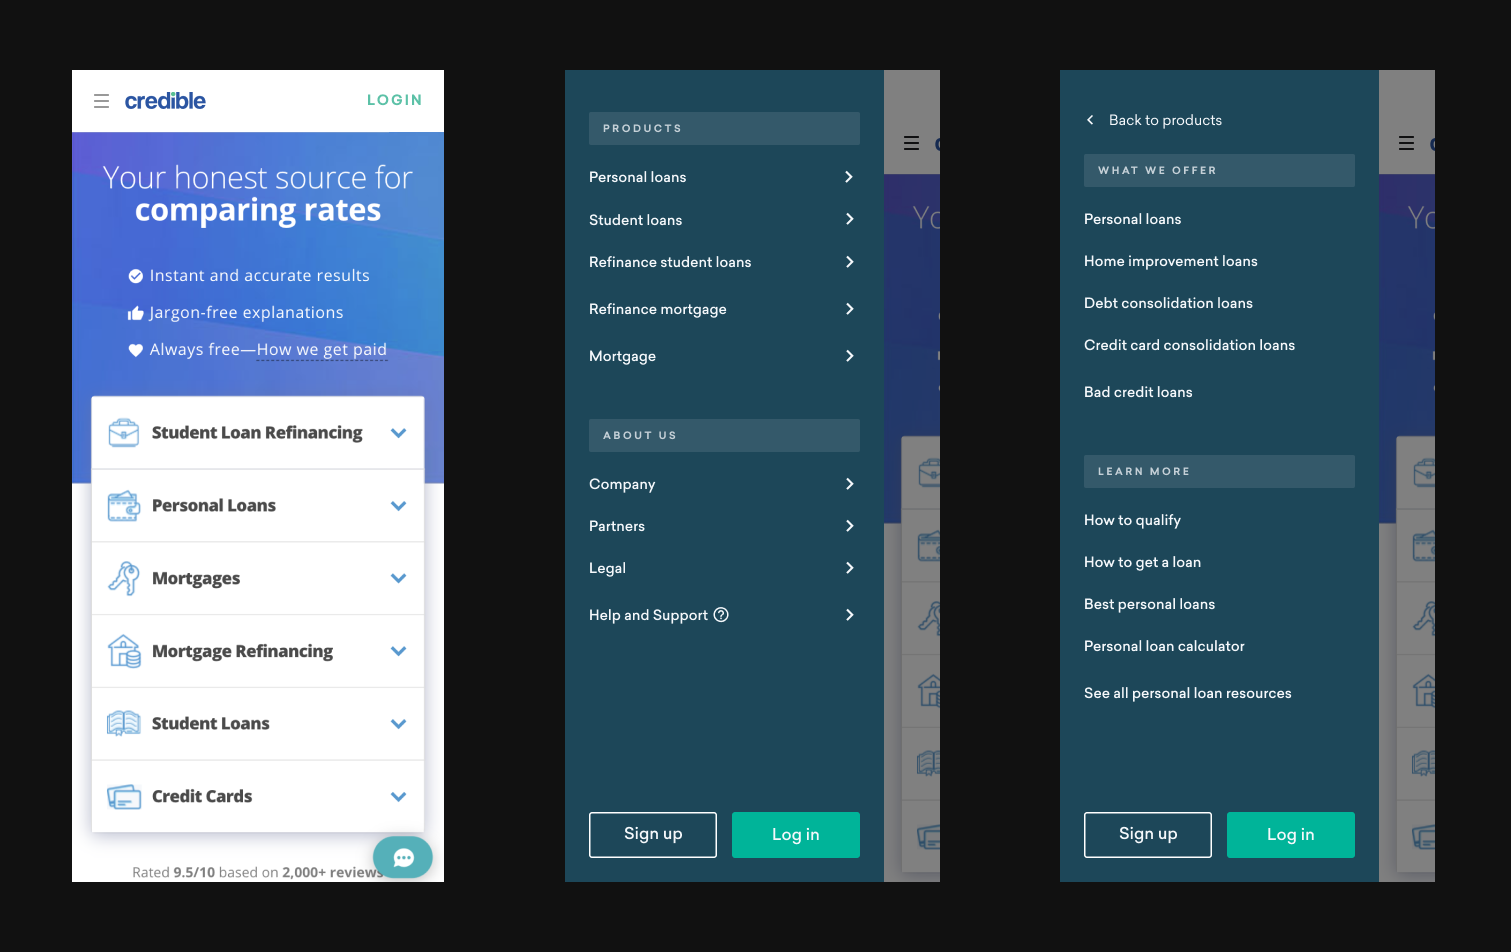 credible
LOGIN
Your honest source for
comparing rates
Instant and accurate results
Jargon-free explanations
Always free—How we get paid
Student Loan Refinancing
Personal Loans
Mortgages
Mortgage Refinancing
Student Loans
Credit Cards
Rated 9.5/10 based on 2,000+ reviews
PRODUCTS
Personal loans
Student loans
Refinance student loans
Refinance mortgage
Mortgage
ABOUT US
Company
Partners
Legal
Help and Support
Sign up
Log in
Yo
Back to products
WHAT WE OFFER
Personal loans
Home improvement loans
Debt consolidation loans
Credit card consolidation loans
Bad credit loans
LEARN MORE
How to qualify
How to get a loan
Best personal loans
Personal loan calculator
See all personal loan resources
Sign up
Log in
Yo